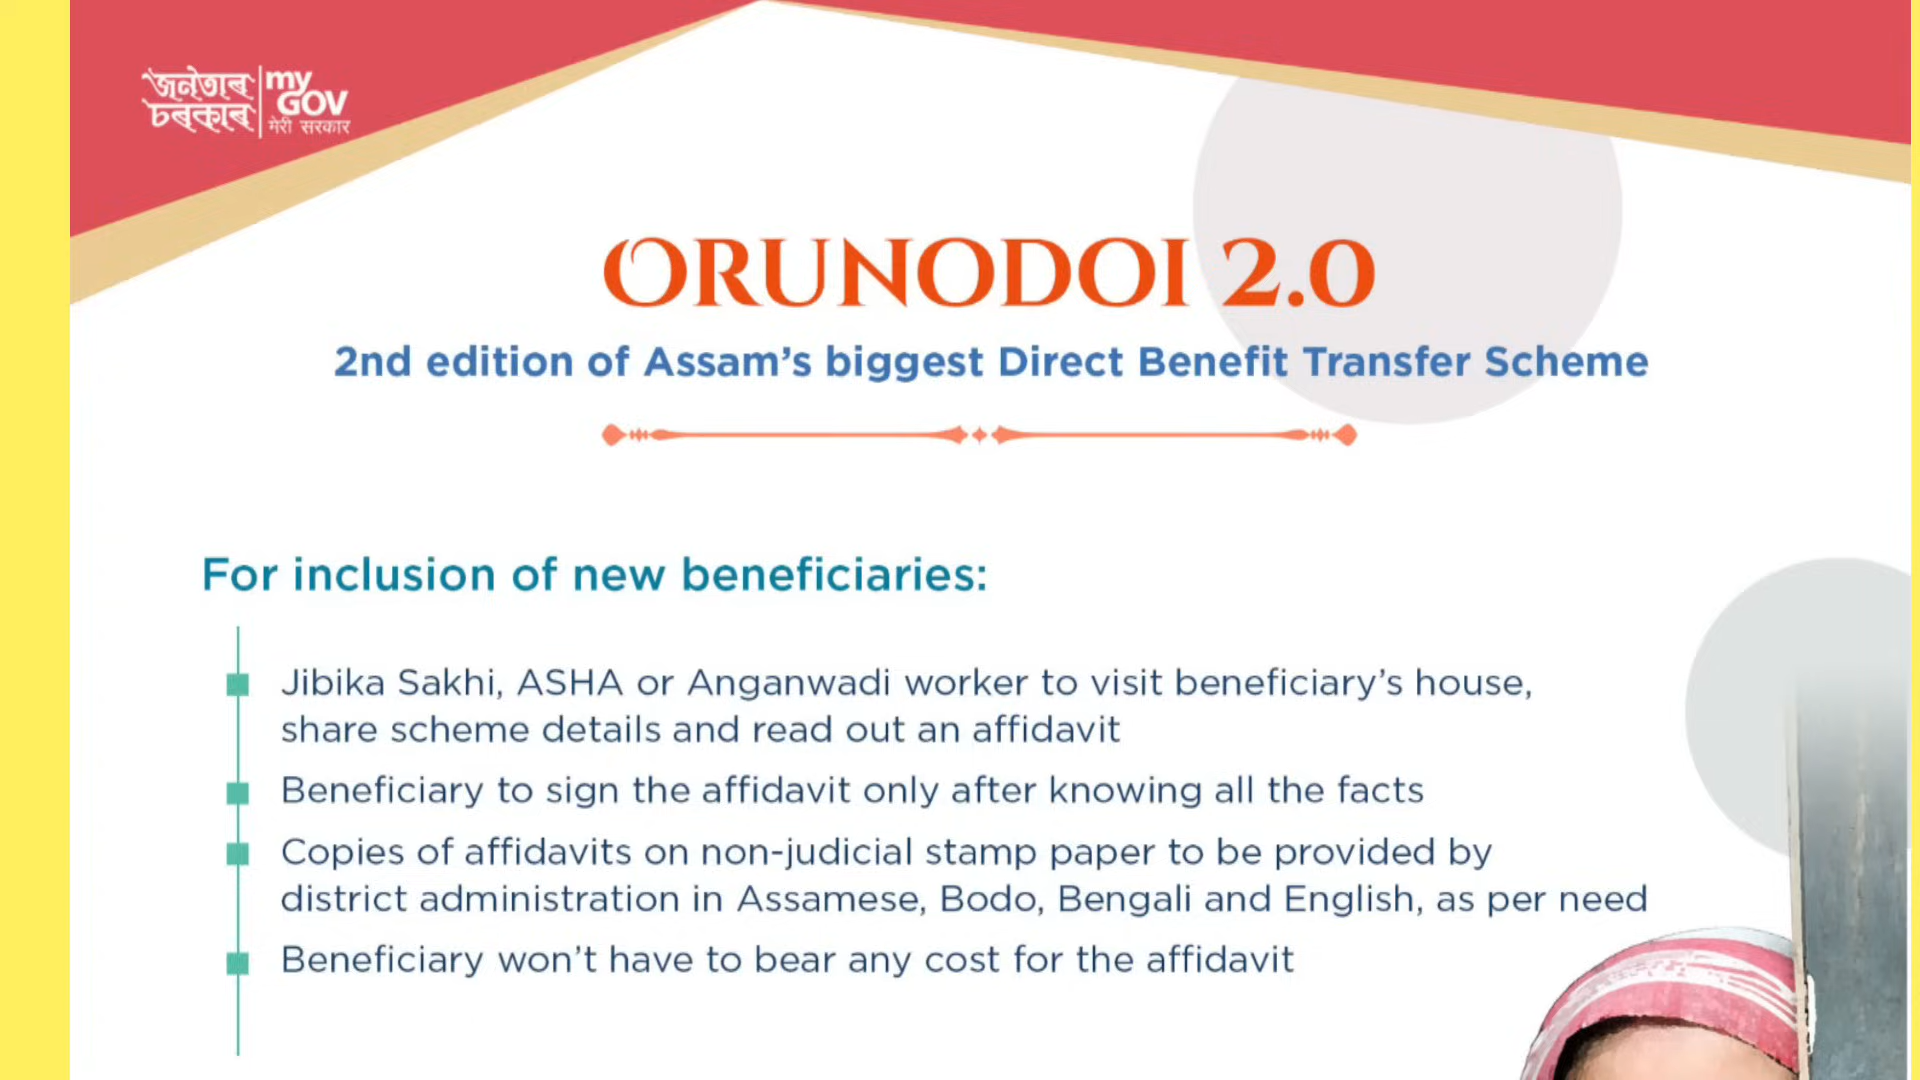 জনতাৰ
চৰকাৰ
my
GOV
मेरी सरकार
ORUNODOI 2.0
2nd edition of Assam’s biggest Direct Benefit Transfer Scheme
For inclusion of new beneficiaries:
Jibika Sakhi, ASHA or Anganwadi worker to visit beneficiary’s house,
share scheme details and read out an affidavit
Beneficiary to sign the affidavit only after knowing all the facts
Copies of affidavits on non-judicial stamp paper to be provided by
district administration in Assamese, Bodo, Bengali and English, as per need
Beneficiary won’t have to bear any cost for the affidavit